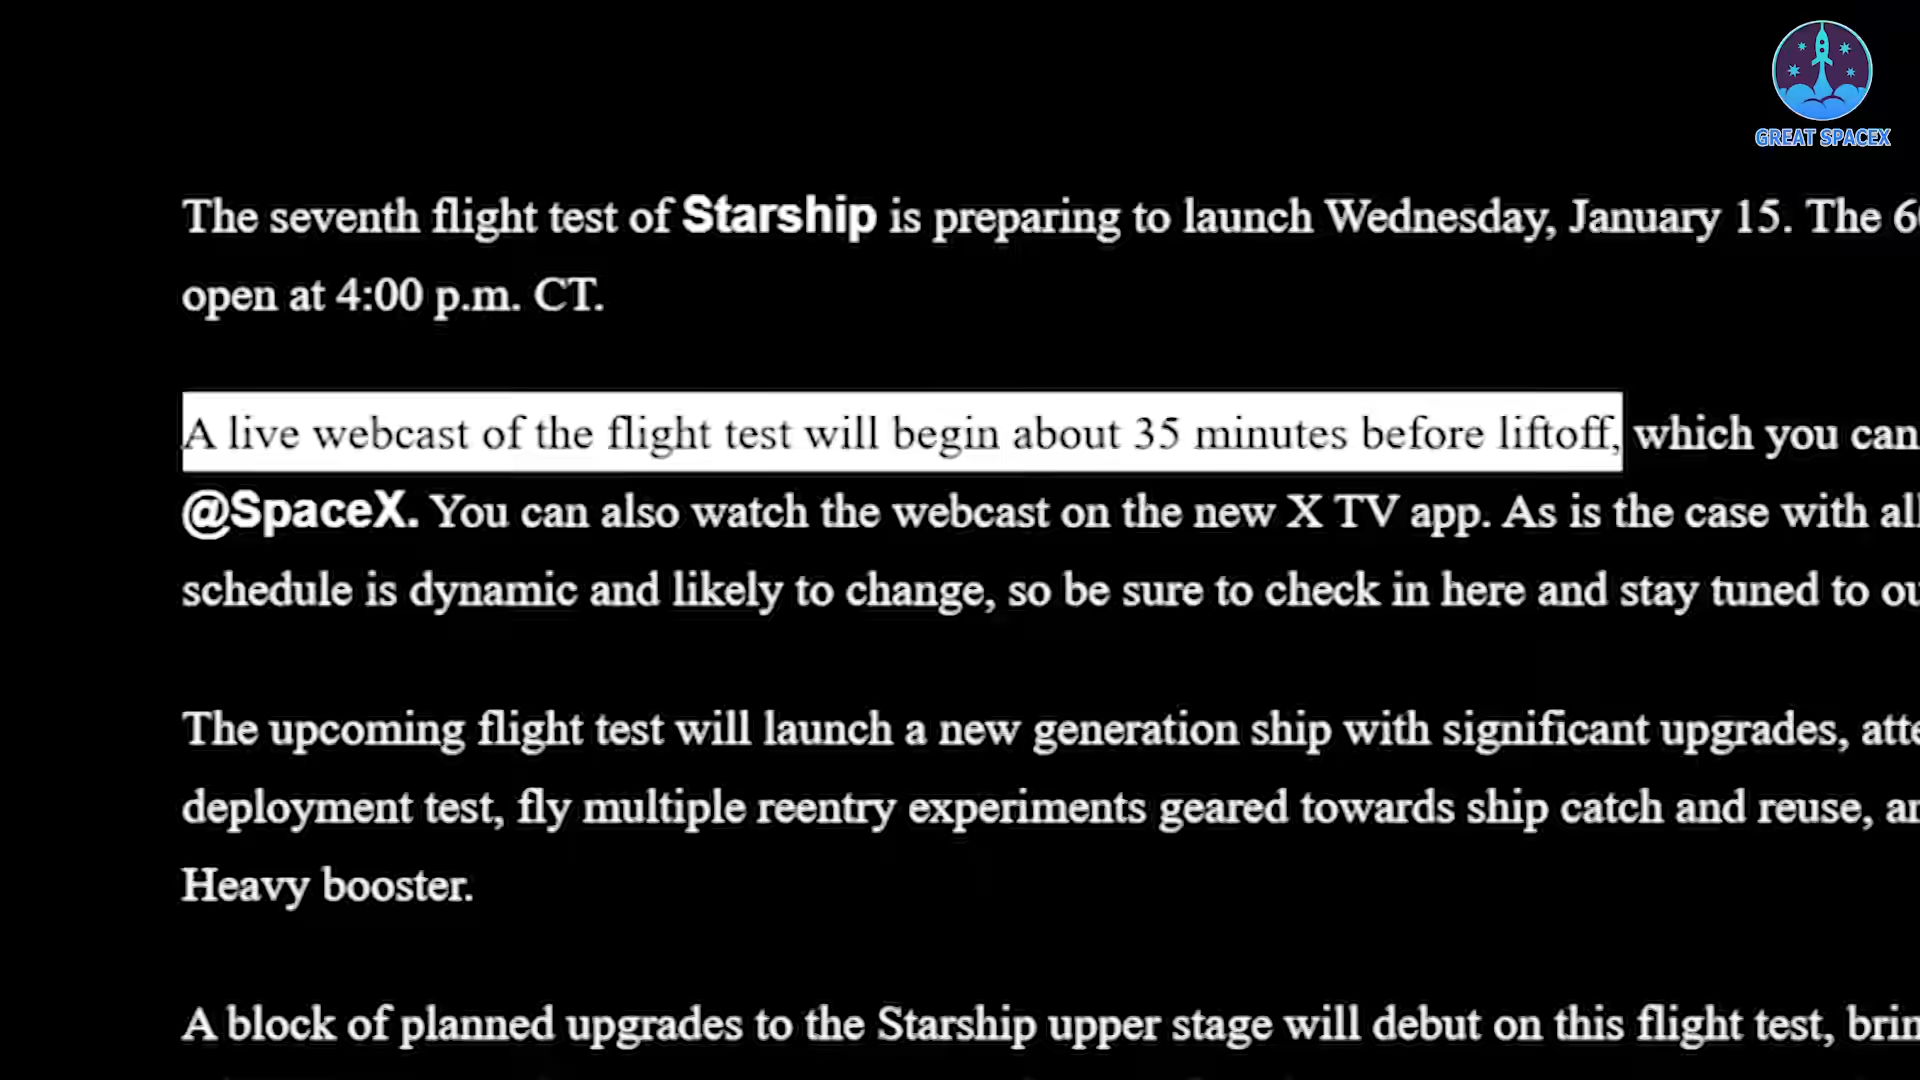 GREAT SPACEX
The seventh flight test of Starship is preparing to launch Wednesday, January 15. The
open at 4:00 p.m. CT.
A live webcast of the flight test will begin about 35 minutes before liftoff, which you can
@SpaceX. You can also watch the webcast on the new X TV app. As is the case with all
schedule is dynamic and likely to change, so be sure to check in here and stay tuned to
The upcoming flight test will launch a new generation ship with significant upgrades,
deployment test, fly multiple reentry experiments geared towards ship catch and reuse,
Heavy booster.
A block of planned upgrades to the Starship upper stage will debut on this flight test,